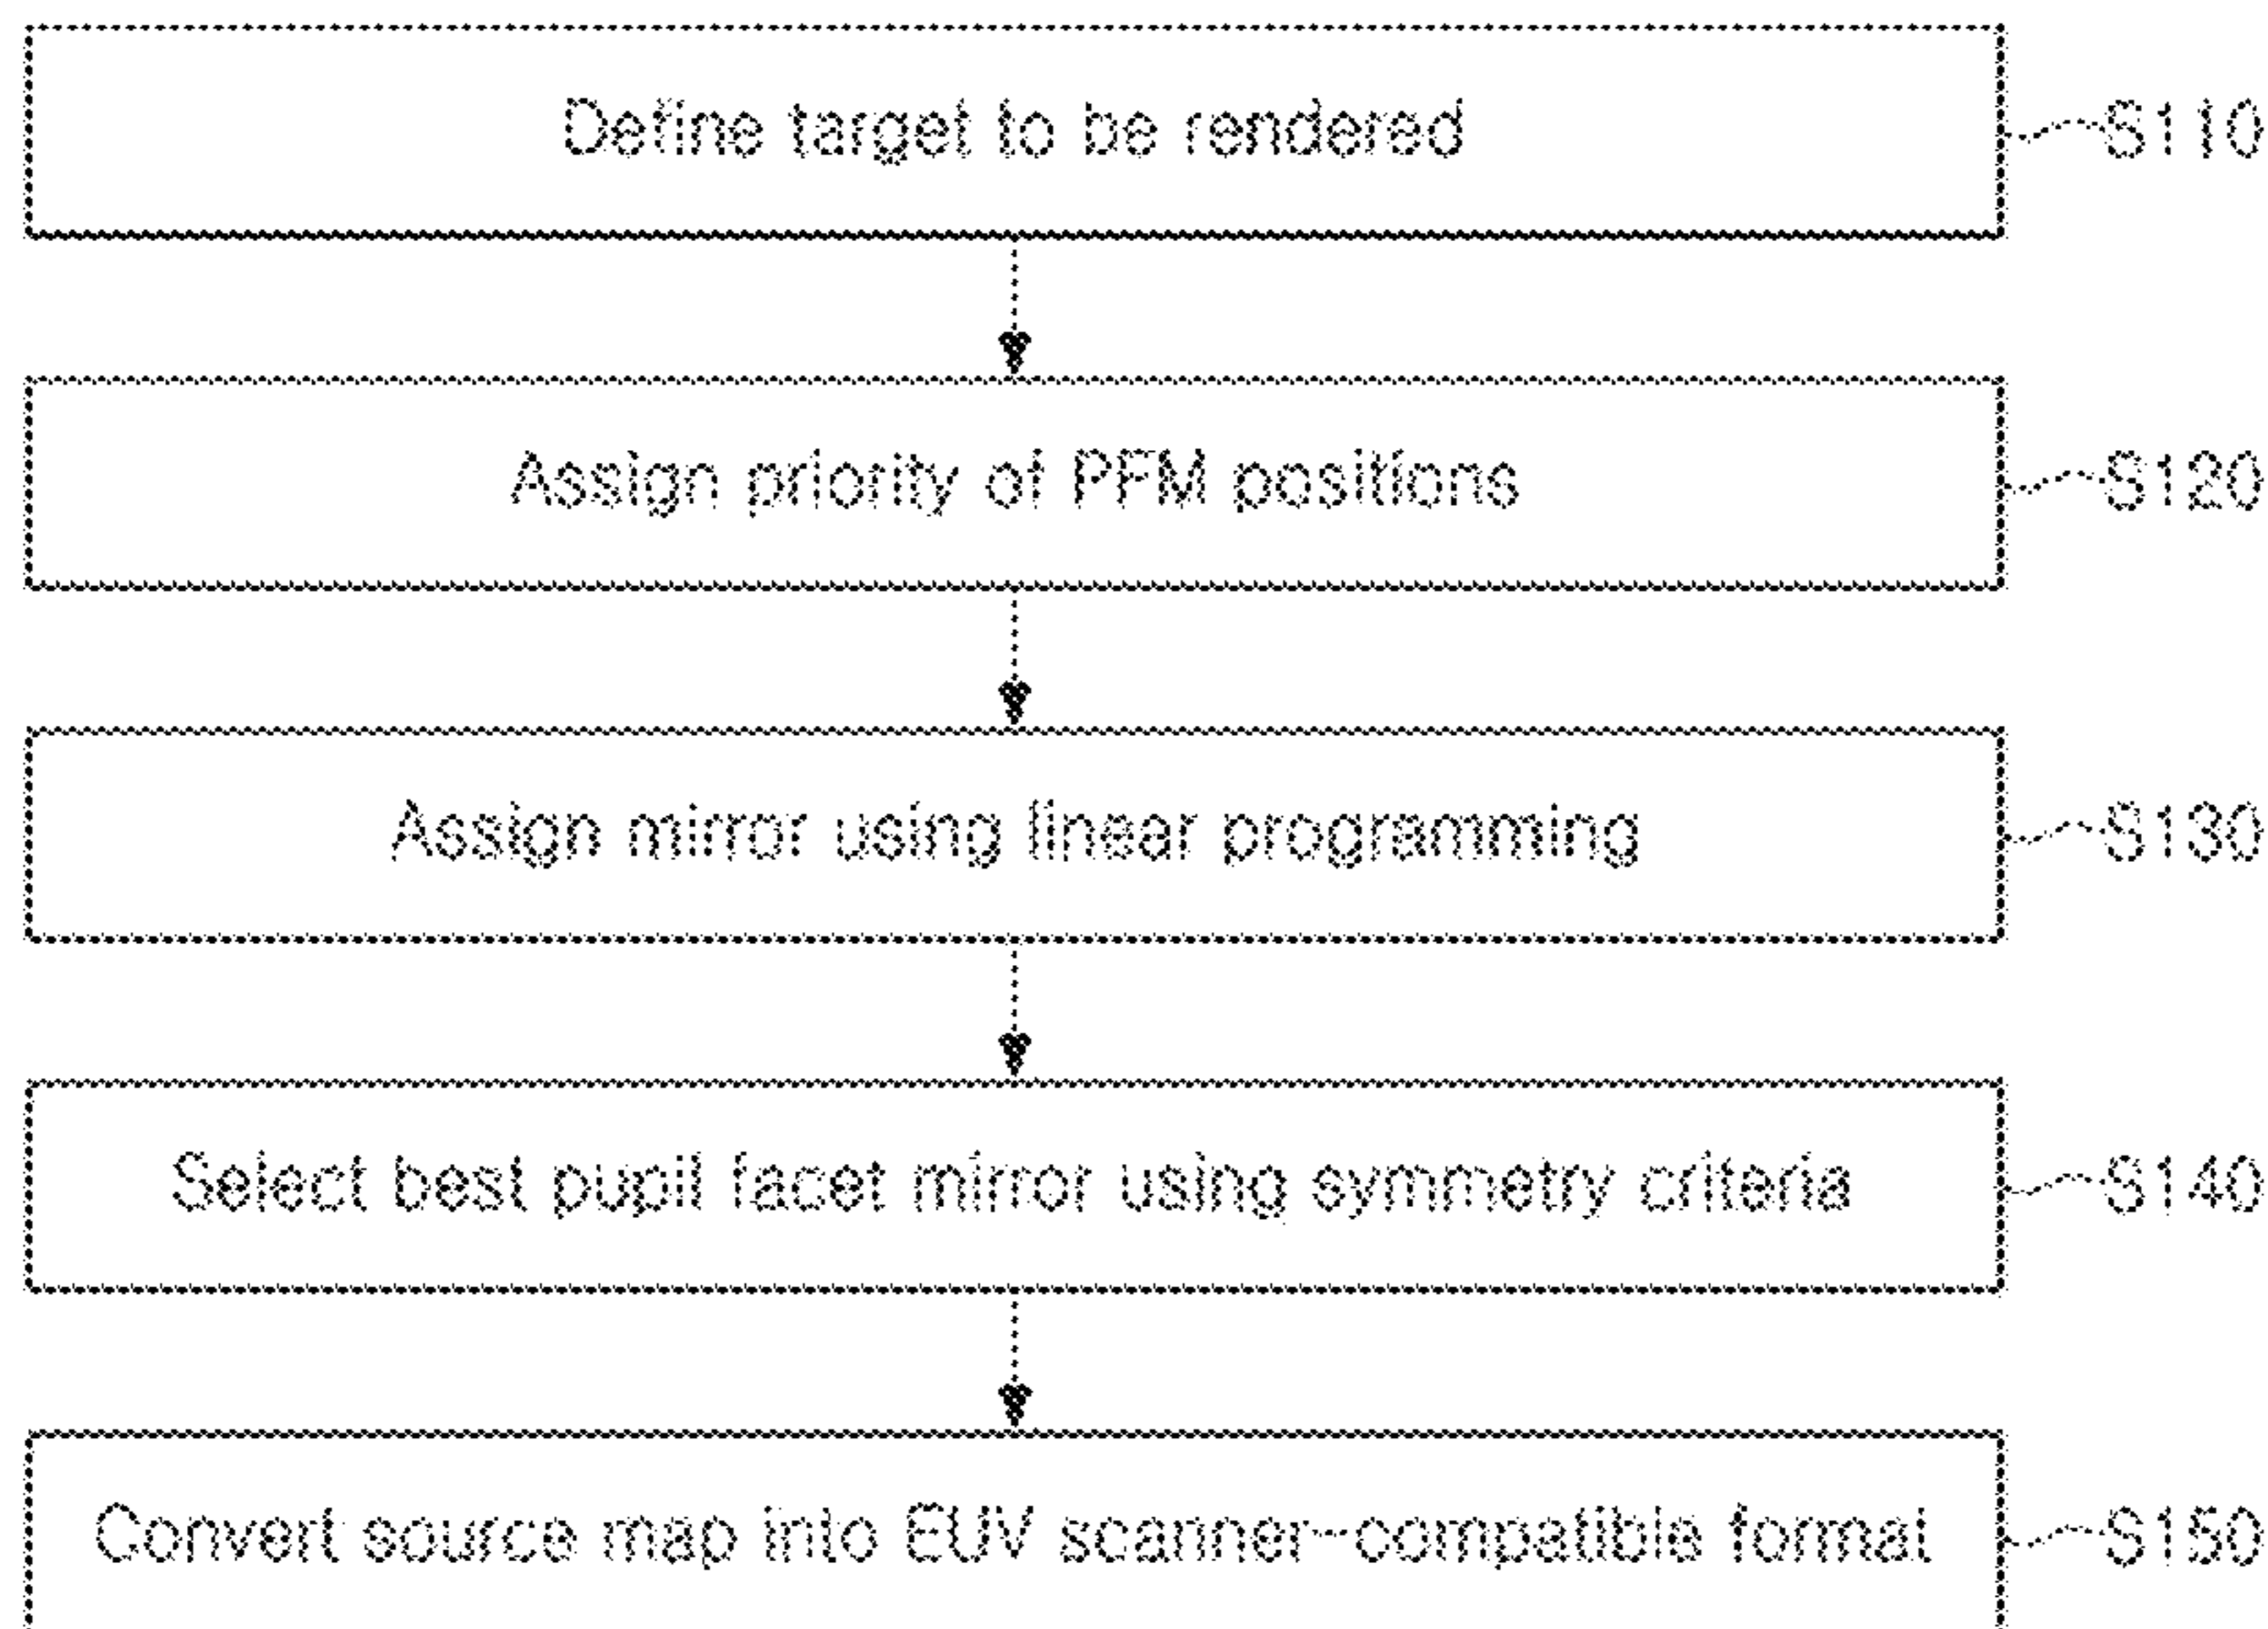 Define target to be rendered
S110
Assign priority of PFM positions
S120
Assign mirror using linear programming
S130
Select best pupil facet mirror using symmetry criteria
S140
Convert source map into EUV scanner-compatible format
S150